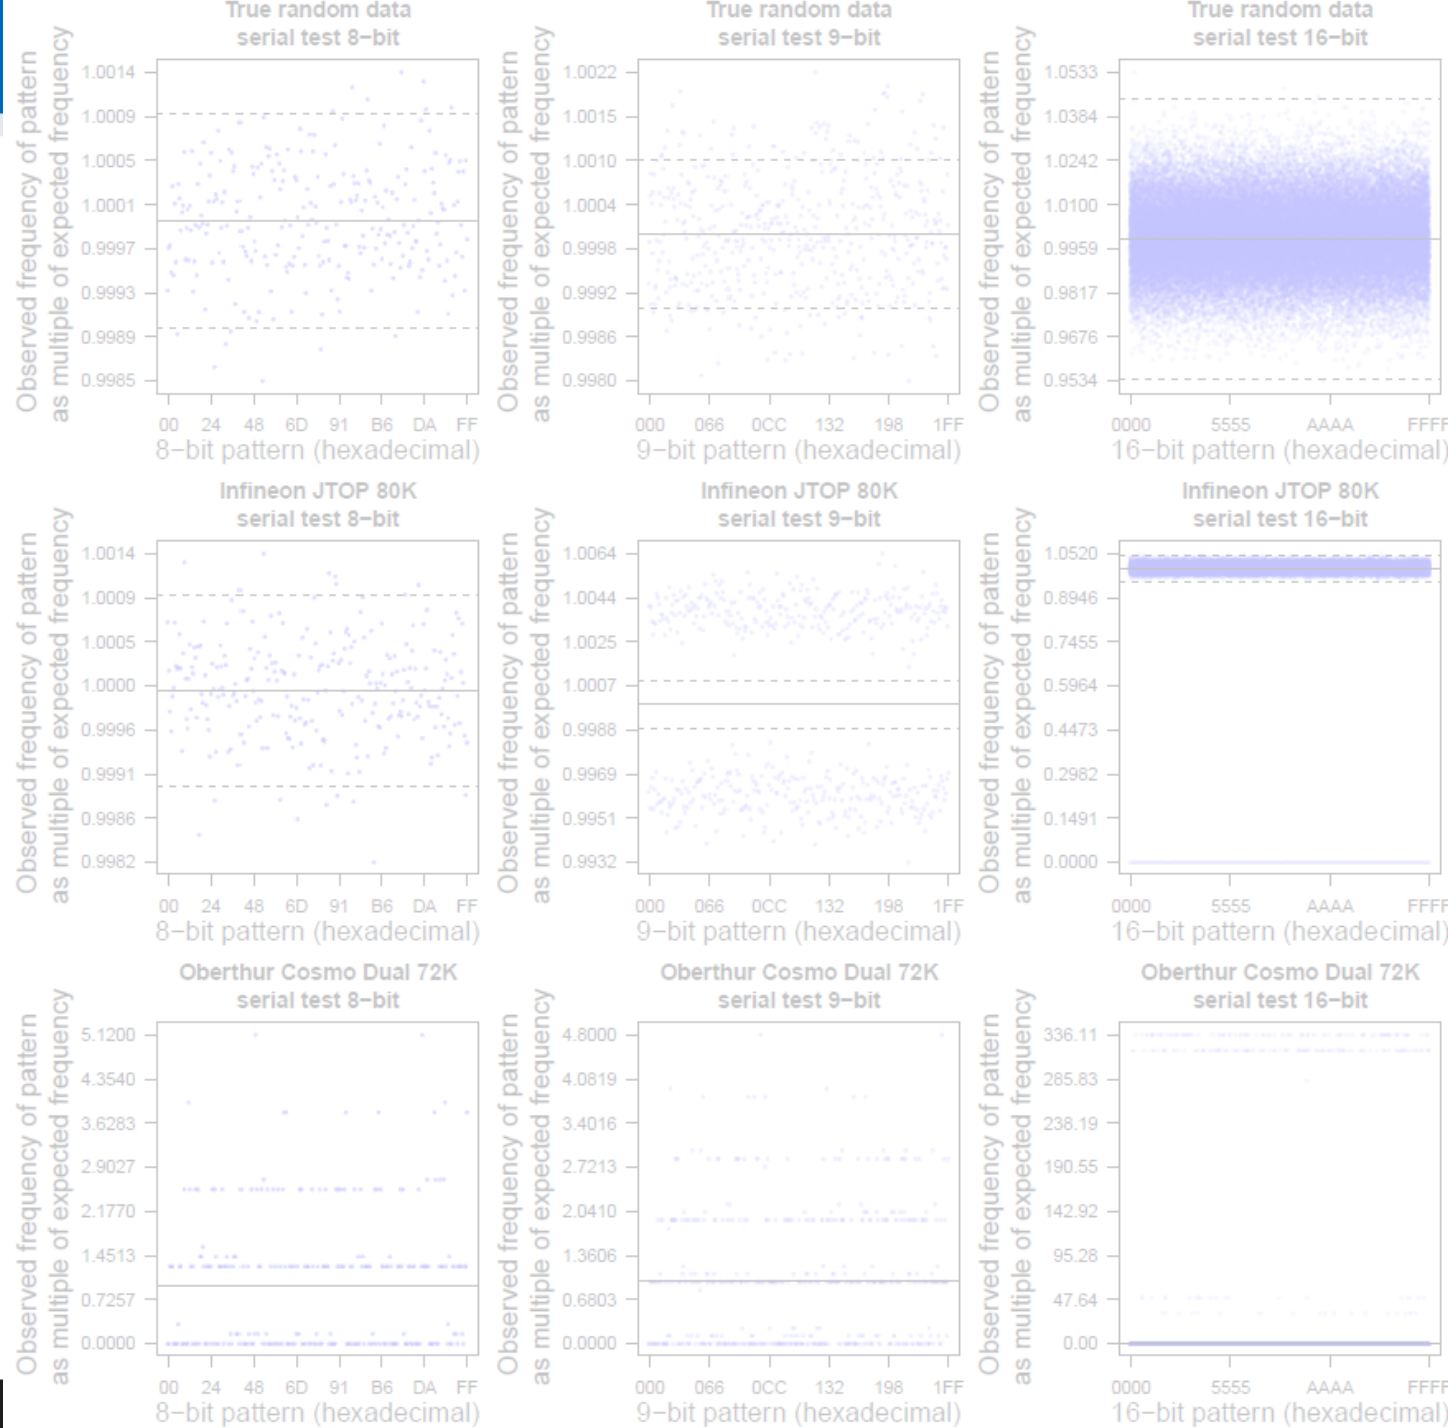 True random data
serial test 8−bit
Observed frequency of pattern
as multiple of expected frequency
1.0014
1.0009
1.0005
1.0001
0.9997
0.9993
0.9989
0.9985
00 24 48 6D 91 B6 DA FF
8−bit pattern (hexadecimal)
True random data
serial test 9−bit
Observed frequency of pattern
as multiple of expected frequency
1.0022
1.0015
1.0010
1.0004
0.9998
0.9992
0.9986
0.9980
000 066 0CC 132 198 1FF
9−bit pattern (hexadecimal)
True random data
serial test 16−bit
Observed frequency of pattern
as multiple of expected frequency
1.0533
1.0384
1.0242
1.0100
0.9959
0.9817
0.9676
0.9534
0000 5555 AAAA FFFF
16−bit pattern (hexadecimal)
Infineon JTOP 80K
serial test 8−bit
Observed frequency of pattern
as multiple of expected frequency
1.0014
1.0009
1.0005
1.0000
0.9996
0.9991
0.9986
0.9982
00 24 48 6D 91 B6 DA FF
8−bit pattern (hexadecimal)
Infineon JTOP 80K
serial test 9−bit
Observed frequency of pattern
as multiple of expected frequency
1.0064
1.0044
1.0025
1.0007
0.9988
0.9969
0.9951
0.9932
000 066 0CC 132 198 1FF
9−bit pattern (hexadecimal)
Infineon JTOP 80K
serial test 16−bit
Observed frequency of pattern
as multiple of expected frequency
1.0520
0.8946
0.7455
0.5964
0.4473
0.2982
0.1491
0.0000
0000 5555 AAAA FFFF
16−bit pattern (hexadecimal)
Oberthur Cosmo Dual 72K
serial test 8−bit
Observed frequency of pattern
as multiple of expected frequency
5.1200
4.3540
3.6283
2.9027
2.1770
1.4513
0.7257
0.0000
00 24 48 6D 91 B6 DA FF
8−bit pattern (hexadecimal)
Oberthur Cosmo Dual 72K
serial test 9−bit
Observed frequency of pattern
as multiple of expected frequency
4.8000
4.0819
3.4016
2.7213
2.0410
1.3606
0.6803
0.0000
000 066 0CC 132 198 1FF
9−bit pattern (hexadecimal)
Oberthur Cosmo Dual 72K
serial test 16−bit
Observed frequency of pattern
as multiple of expected frequency
336.11
285.83
238.19
190.55
142.92
95.28
47.64
0.00
0000 5555 AAAA FFFF
16−bit pattern (hexadecimal)